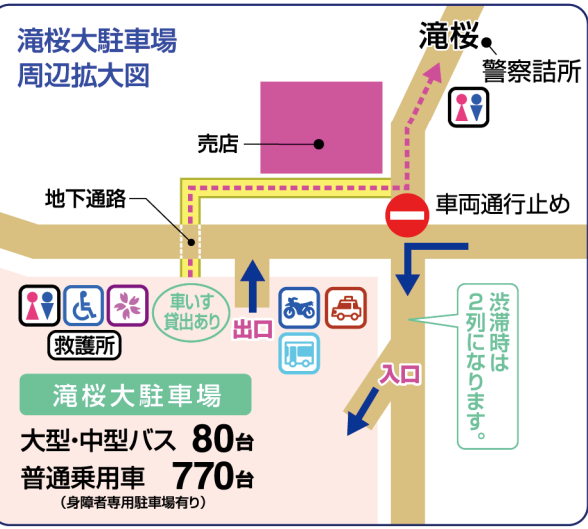 滝桜大駐車場
周辺拡大図
滝桜
警察詰所
売店
地下通路
車両通行止め
車いす
貸出あり
出口
救護所
入口
渋滞時は
2列になります。
滝桜大駐車場
大型・中型バス 80台
普通乗用車 770台
（身障者専用駐車場有り）